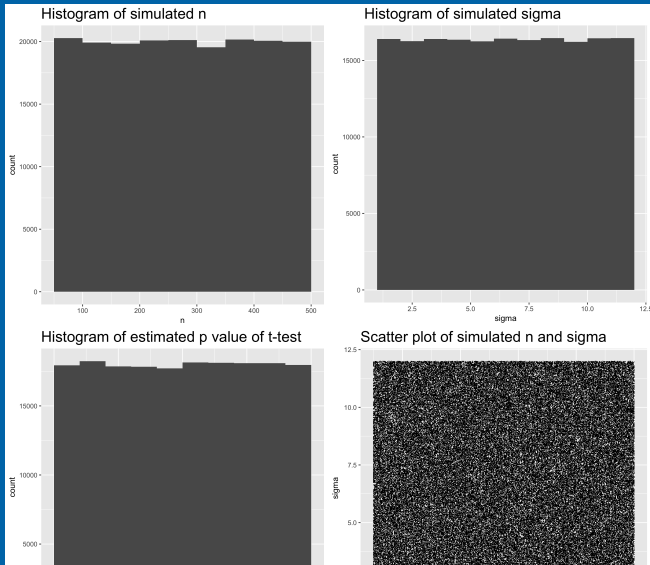 Histogram of simulated n
20000
15000
10000
5000
0
count
100 200 300 400 500
n
Histogram of simulated sigma
15000
10000
5000
0
count
2.5 5.0 7.5 10.0 12.5
sigma
Histogram of estimated p value of t-test
15000
10000
5000
count
Scatter plot of simulated n and sigma
12.5
10.0
7.5
5.0
sigma